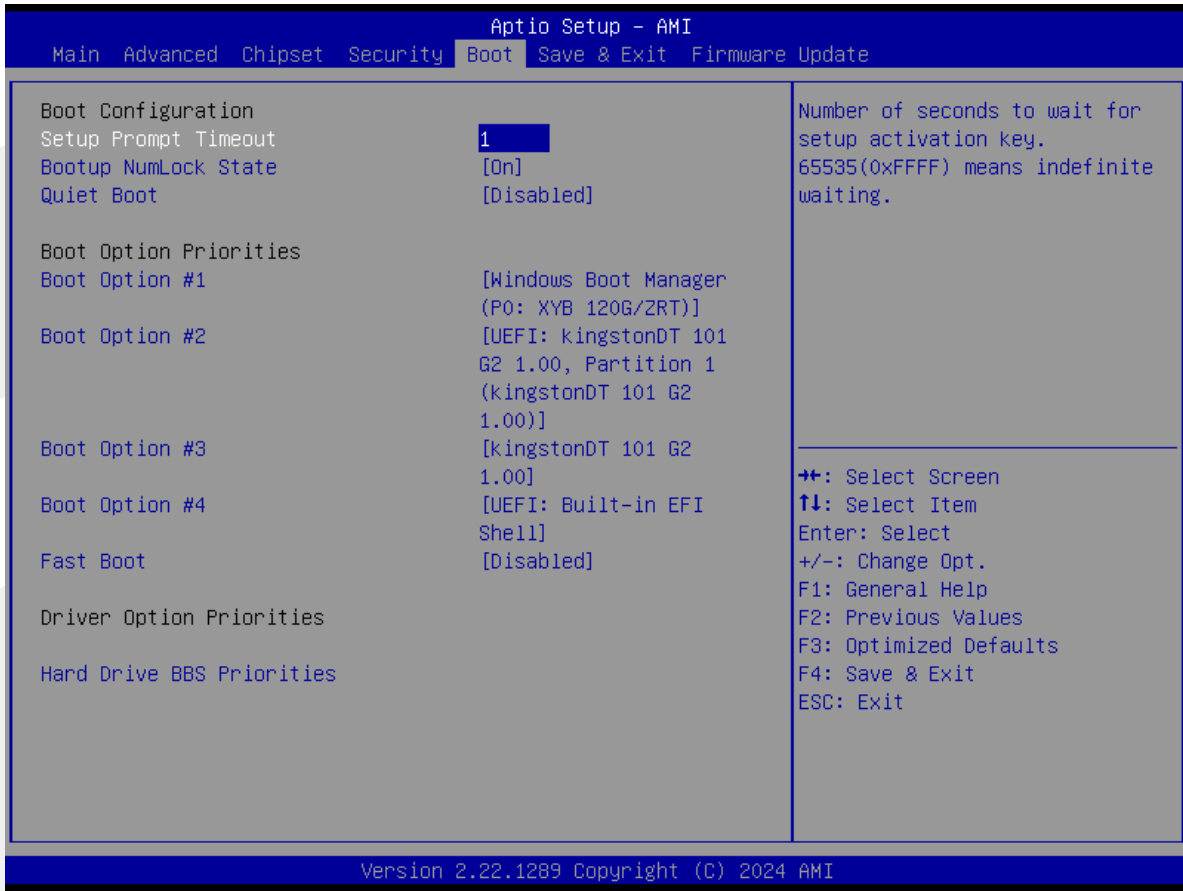 Aptio Setup - AMI
Main Advanced Chipset Security Boot Save & Exit Firmware Update
Boot Configuration
Setup Prompt Timeout 1
Bootup NumLock State [On]
Quiet Boot [Disabled]
Boot Option Priorities
Boot Option #1 [Windows Boot Manager
(P0: XYB 120G/ZRT)]
Boot Option #2 [UEFI: kingstonDT 101
G2 1.00, Partition 1
(kingstonDT 101 G2
1.00)]
Boot Option #3 [kingstonDT 101 G2
1.00]
Boot Option #4 [UEFI: Built-in EFI
Shell]
Fast Boot [Disabled]
Driver Option Priorities
Hard Drive BBS Priorities
Number of seconds to wait for
setup activation key.
65535(0xFFFF) means indefinite
waiting.
→←: Select Screen
↑↓: Select Item
Enter: Select
+/-: Change Opt.
F1: General Help
F2: Previous Values
F3: Optimized Defaults
F4: Save & Exit
ESC: Exit
Version 2.22.1289 Copyright (C) 2024 AMI